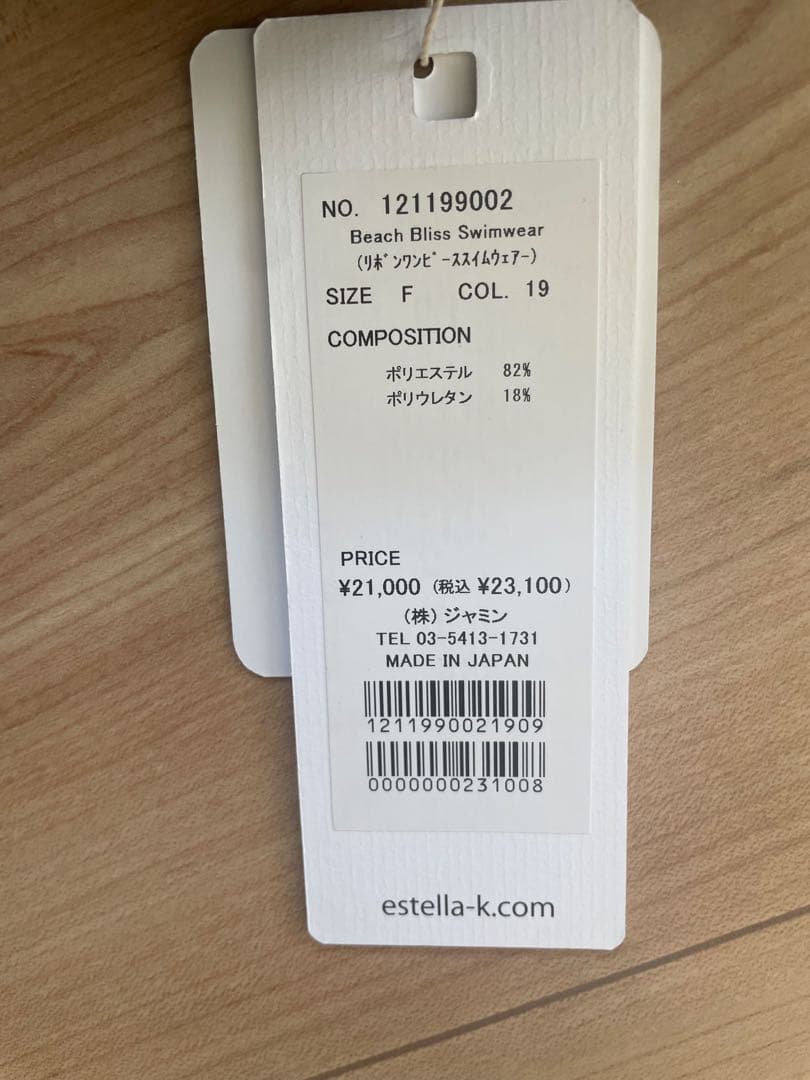 NO. 121199002
Beach Bliss Swimwear
(ﾘﾎﾞﾝﾜﾝﾋﾟｰｽｽｲﾑｳｪｱｰ)
SIZE F COL. 19
COMPOSITION
ポリエステル 82%
ポリウレタン 18%
PRICE
¥21,000 (税込 ¥23,100)
(株) ジャミン
TEL 03-5413-1731
MADE IN JAPAN
1211990021909
0000000231008
estella-k.com